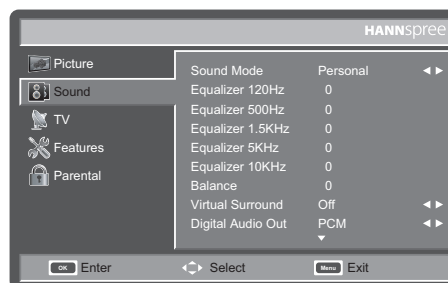 HANNspree
Picture
Sound
TV
Features
Parental
Sound Mode Personal
Equalizer 120Hz 0
Equalizer 500Hz 0
Equalizer 1.5KHz 0
Equalizer 5KHz 0
Equalizer 10KHz 0
Balance 0
Virtual Surround Off
Digital Audio Out PCM
OK Enter Select Menu Exit